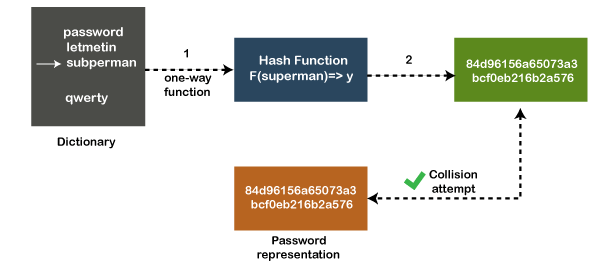 password
letmetin
subperman
qwerty
Dictionary
1
one-way
function
Hash Function
F(superman)=> y
2
84d96156a65073a3
bcf0eb216b2a576
84d96156a65073a3
bcf0eb216b2a576
Collision
attempt
Password
representation